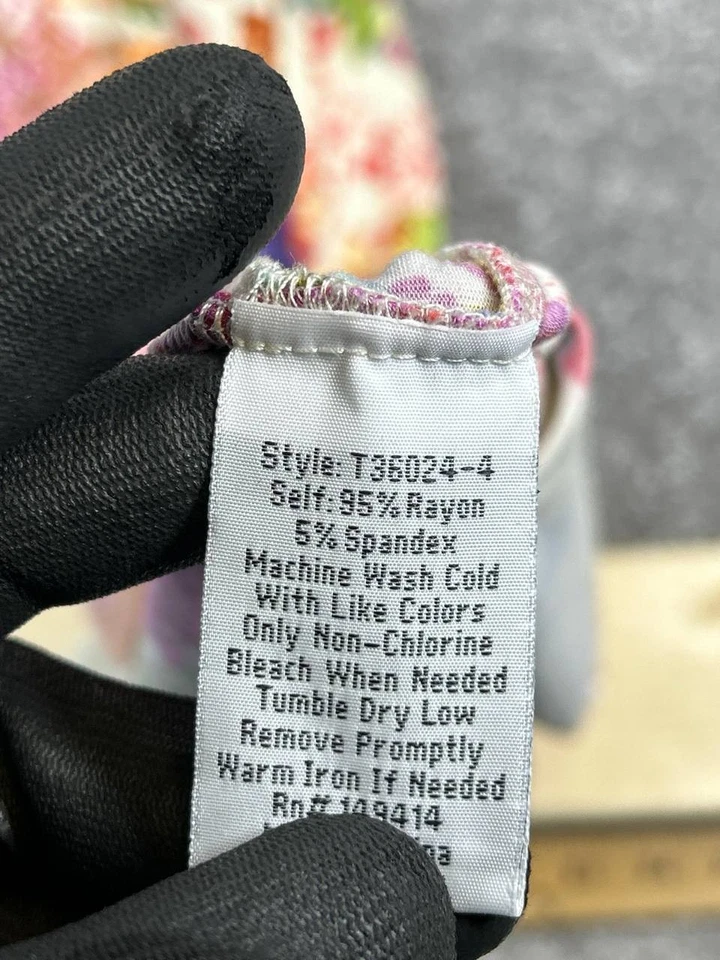 Style: T36024-4
Self: 95% Rayon
5% Spandex
Machine Wash Cold
With Like Colors
Only Non-Chlorine
Bleach When Needed
Tumble Dry Low
Remove Promptly
Warm Iron If Needed
Rn# 149414